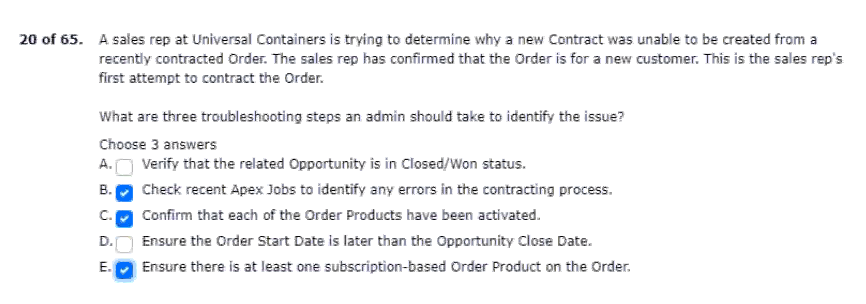 20 of 65. A sales rep at Universal Containers is trying to determine why a new Contract was unable to be created from a
recently contracted Order. The sales rep has confirmed that the Order is for a new customer. This is the sales rep's
first attempt to contract the Order.
What are three troubleshooting steps an admin should take to identify the issue?
Choose 3 answers
A. Verify that the related Opportunity is in Closed/Won status.
B. Check recent Apex Jobs to identify any errors in the contracting process.
C. Confirm that each of the Order Products have been activated.
D. Ensure the Order Start Date is later than the Opportunity Close Date.
E. Ensure there is at least one subscription-based Order Product on the Order.